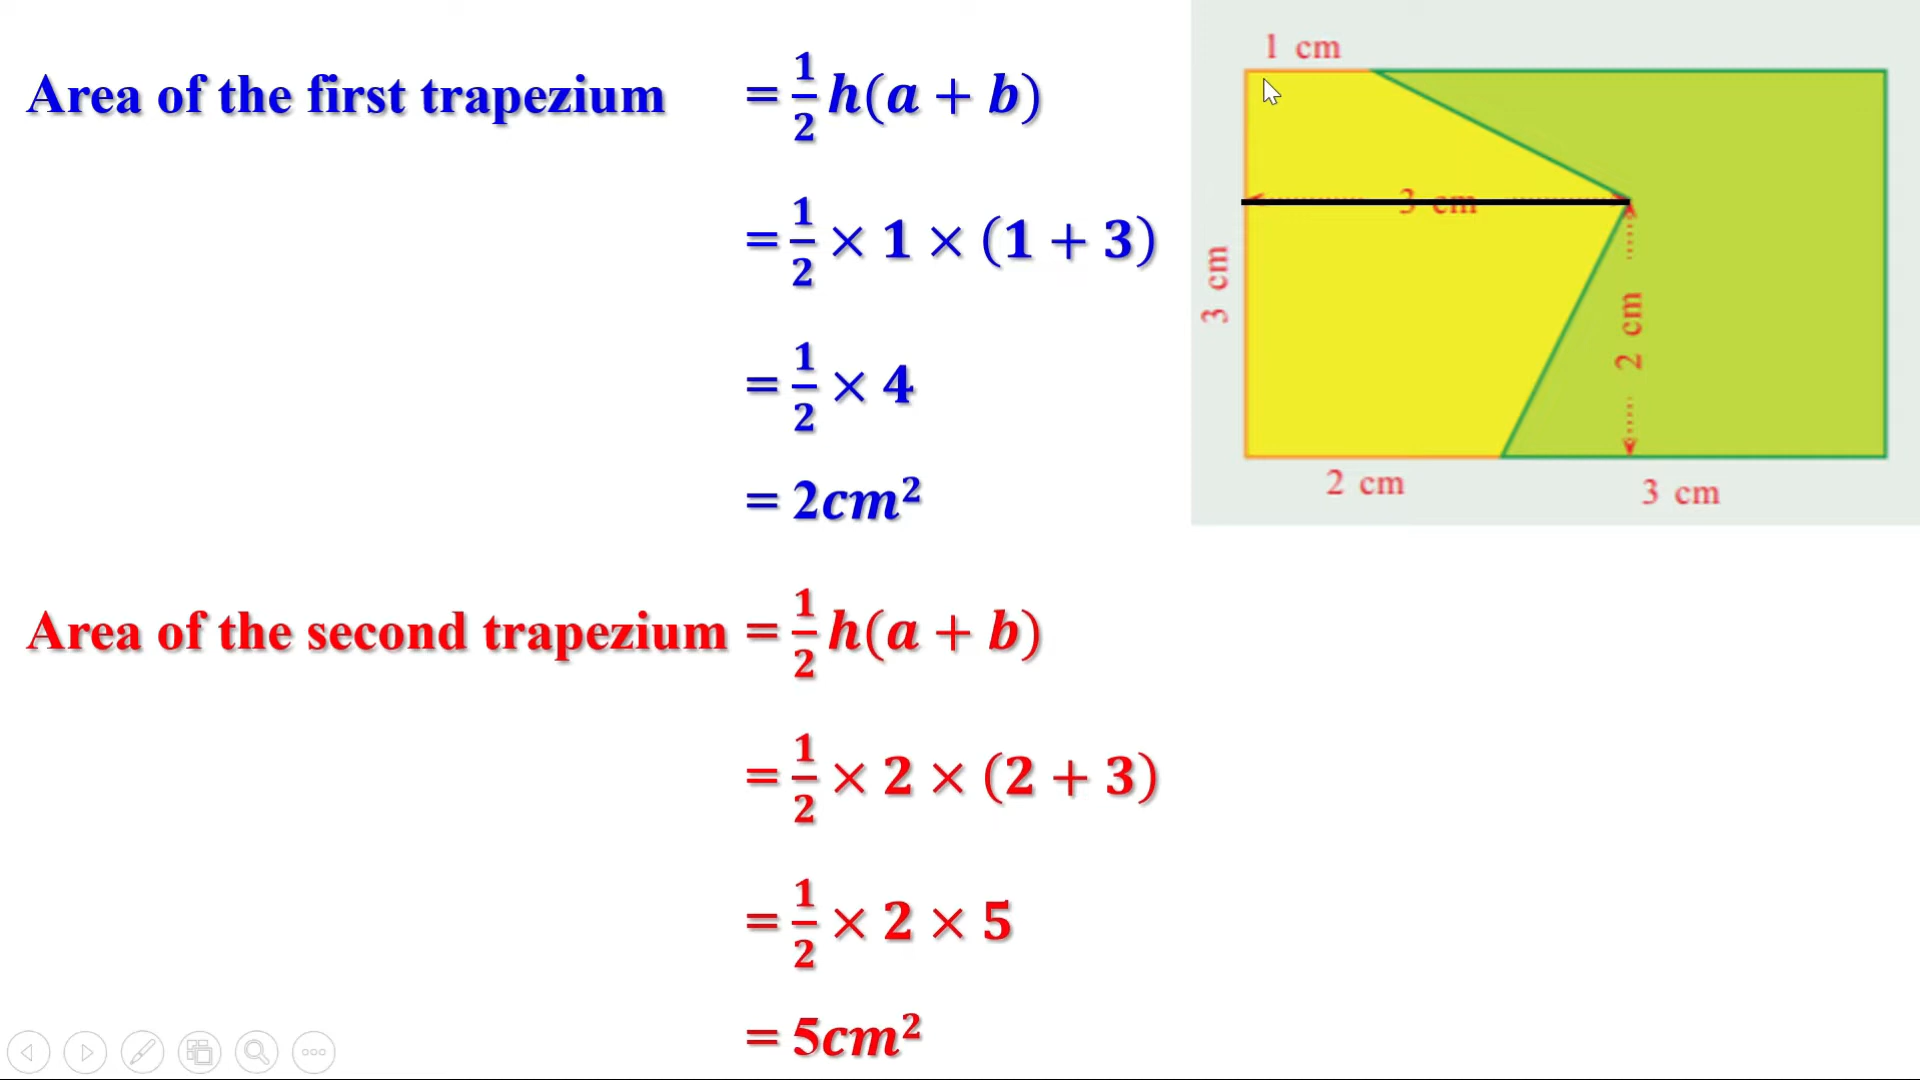 Area of the first trapezium = 1/2 h(a + b)
= 1/2 × 1 × (1 + 3)
= 1/2 × 4
= 2cm²
Area of the second trapezium = 1/2 h(a + b)
= 1/2 × 2 × (2 + 3)
= 1/2 × 2 × 5
= 5cm²
1 cm
3 cm
3 cm
2 cm
2 cm
3 cm